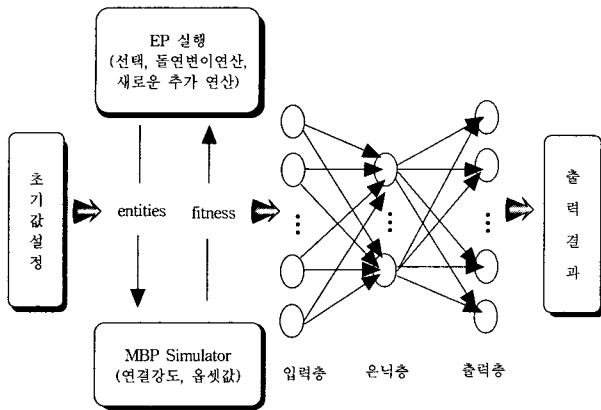 EP 실행
(선택, 돌연변이연산,
새로운 추가 연산)
초기값설정
entities
fitness
MBP Simulator
(연결강도, 옵셋값)
입력층
은닉층
출력층
출력결과